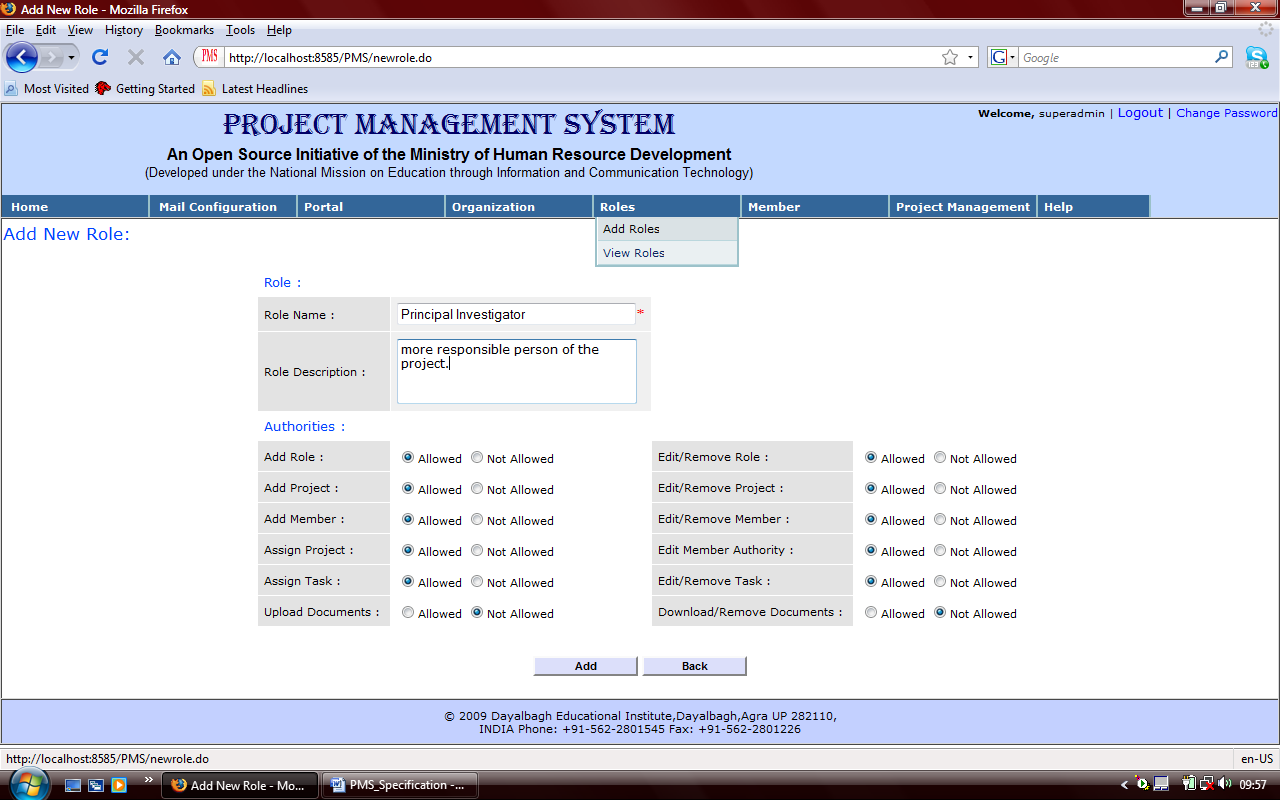 Add New Role - Mozilla Firefox
File Edit View History Bookmarks Tools Help
PMS http://localhost:8585/PMS/newrole.do G Google
Most Visited Getting Started Latest Headlines
Welcome, superadmin | Logout | Change Password
PROJECT MANAGEMENT SYSTEM
An Open Source Initiative of the Ministry of Human Resource Development
(Developed under the National Mission on Education through Information and Communication Technology)
Home Mail Configuration Portal Organization Roles Member Project Management Help
Add Roles
View Roles
Add New Role:
Role :
Role Name : Principal Investigator *
Role Description : more responsible person of the
project.
Authorities :
Add Role : Allowed Not Allowed Edit/Remove Role : Allowed Not Allowed
Add Project : Allowed Not Allowed Edit/Remove Project : Allowed Not Allowed
Add Member : Allowed Not Allowed Edit/Remove Member : Allowed Not Allowed
Assign Project : Allowed Not Allowed Edit Member Authority : Allowed Not Allowed
Assign Task : Allowed Not Allowed Edit/Remove Task : Allowed Not Allowed
Upload Documents : Allowed Not Allowed Download/Remove Documents : Allowed Not Allowed
Add Back
© 2009 Dayalbagh Educational Institute,Dayalbagh,Agra UP 282110,
INDIA Phone: +91-562-2801545 Fax: +91-562-2801226
http://localhost:8585/PMS/newrole.do en-US
» Add New Role - Mo... PMS_Specification -... 09:57